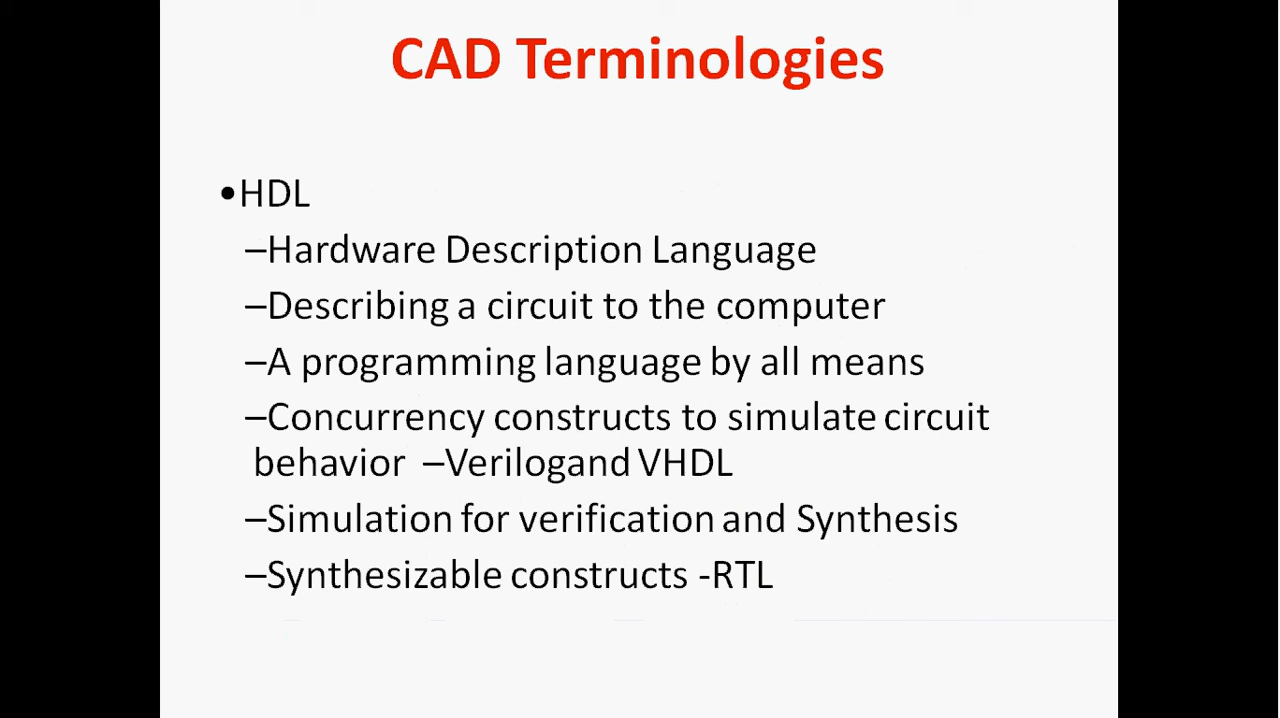 CAD Terminologies
•HDL
–Hardware Description Language
–Describing a circuit to the computer
–A programming language by all means
–Concurrency constructs to simulate circuit
behavior –Verilogand VHDL
–Simulation for verification and Synthesis
–Synthesizable constructs -RTL